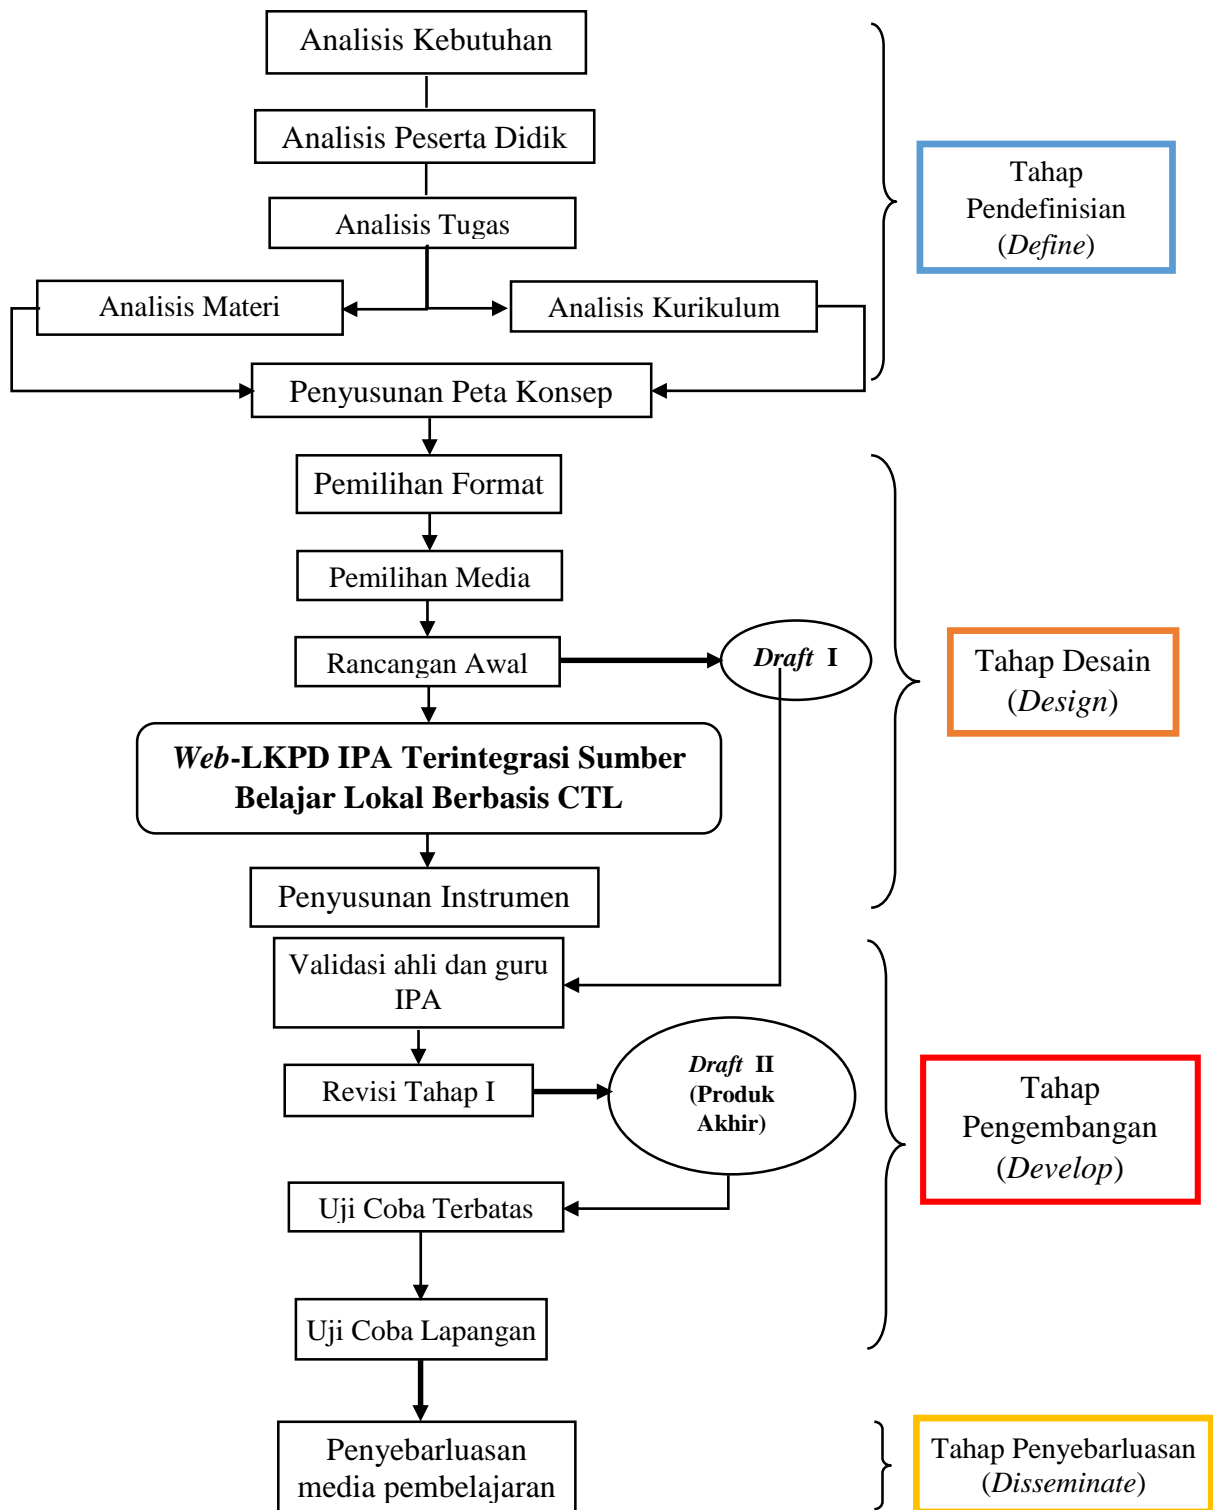 Analisis Kebutuhan
Analisis Peserta Didik
Analisis Tugas
Analisis Materi
Analisis Kurikulum
Penyusunan Peta Konsep
Tahap
Pendefinisian
(Define)
Pemilihan Format
Pemilihan Media
Rancangan Awal
Draft I
Web-LKPD IPA Terintegrasi Sumber
Belajar Lokal Berbasis CTL
Penyusunan Instrumen
Tahap Desain
(Design)
Validasi ahli dan guru
IPA
Revisi Tahap I
Draft II
(Produk
Akhir)
Uji Coba Terbatas
Uji Coba Lapangan
Tahap
Pengembangan
(Develop)
Penyebarluasan
media pembelajaran
Tahap Penyebarluasan
(Disseminate)